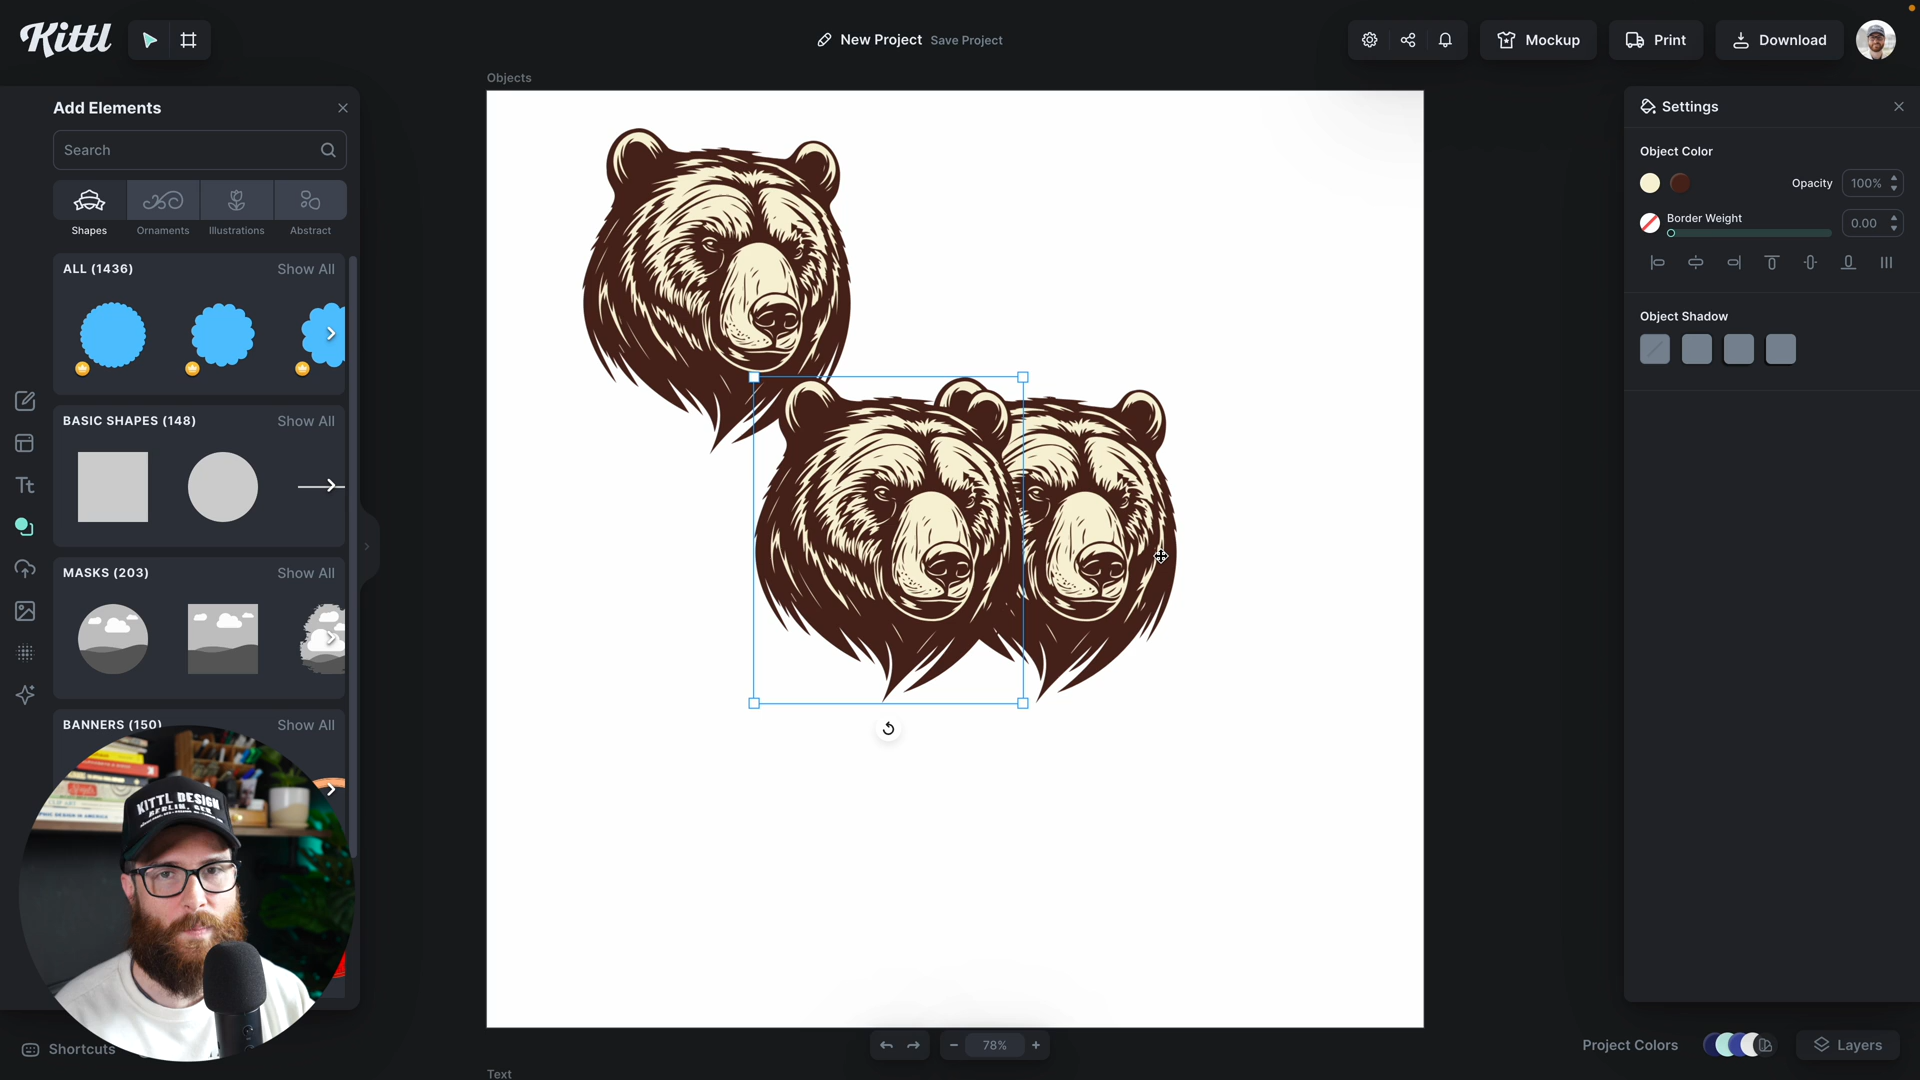 Kittl
New Project Save Project
Mockup
Print
Download
Objects
Add Elements
Search
Shapes
Ornaments
Illustrations
Abstract
ALL (1436) Show All
BASIC SHAPES (148) Show All
MASKS (203) Show All
BANNERS (150) Show All
KITTL DESIGN
BERLIN, GER
Shortcuts
Settings
Object Color
Opacity 100%
Border Weight 0.00
Object Shadow
78%
Project Colors
Layers
Text